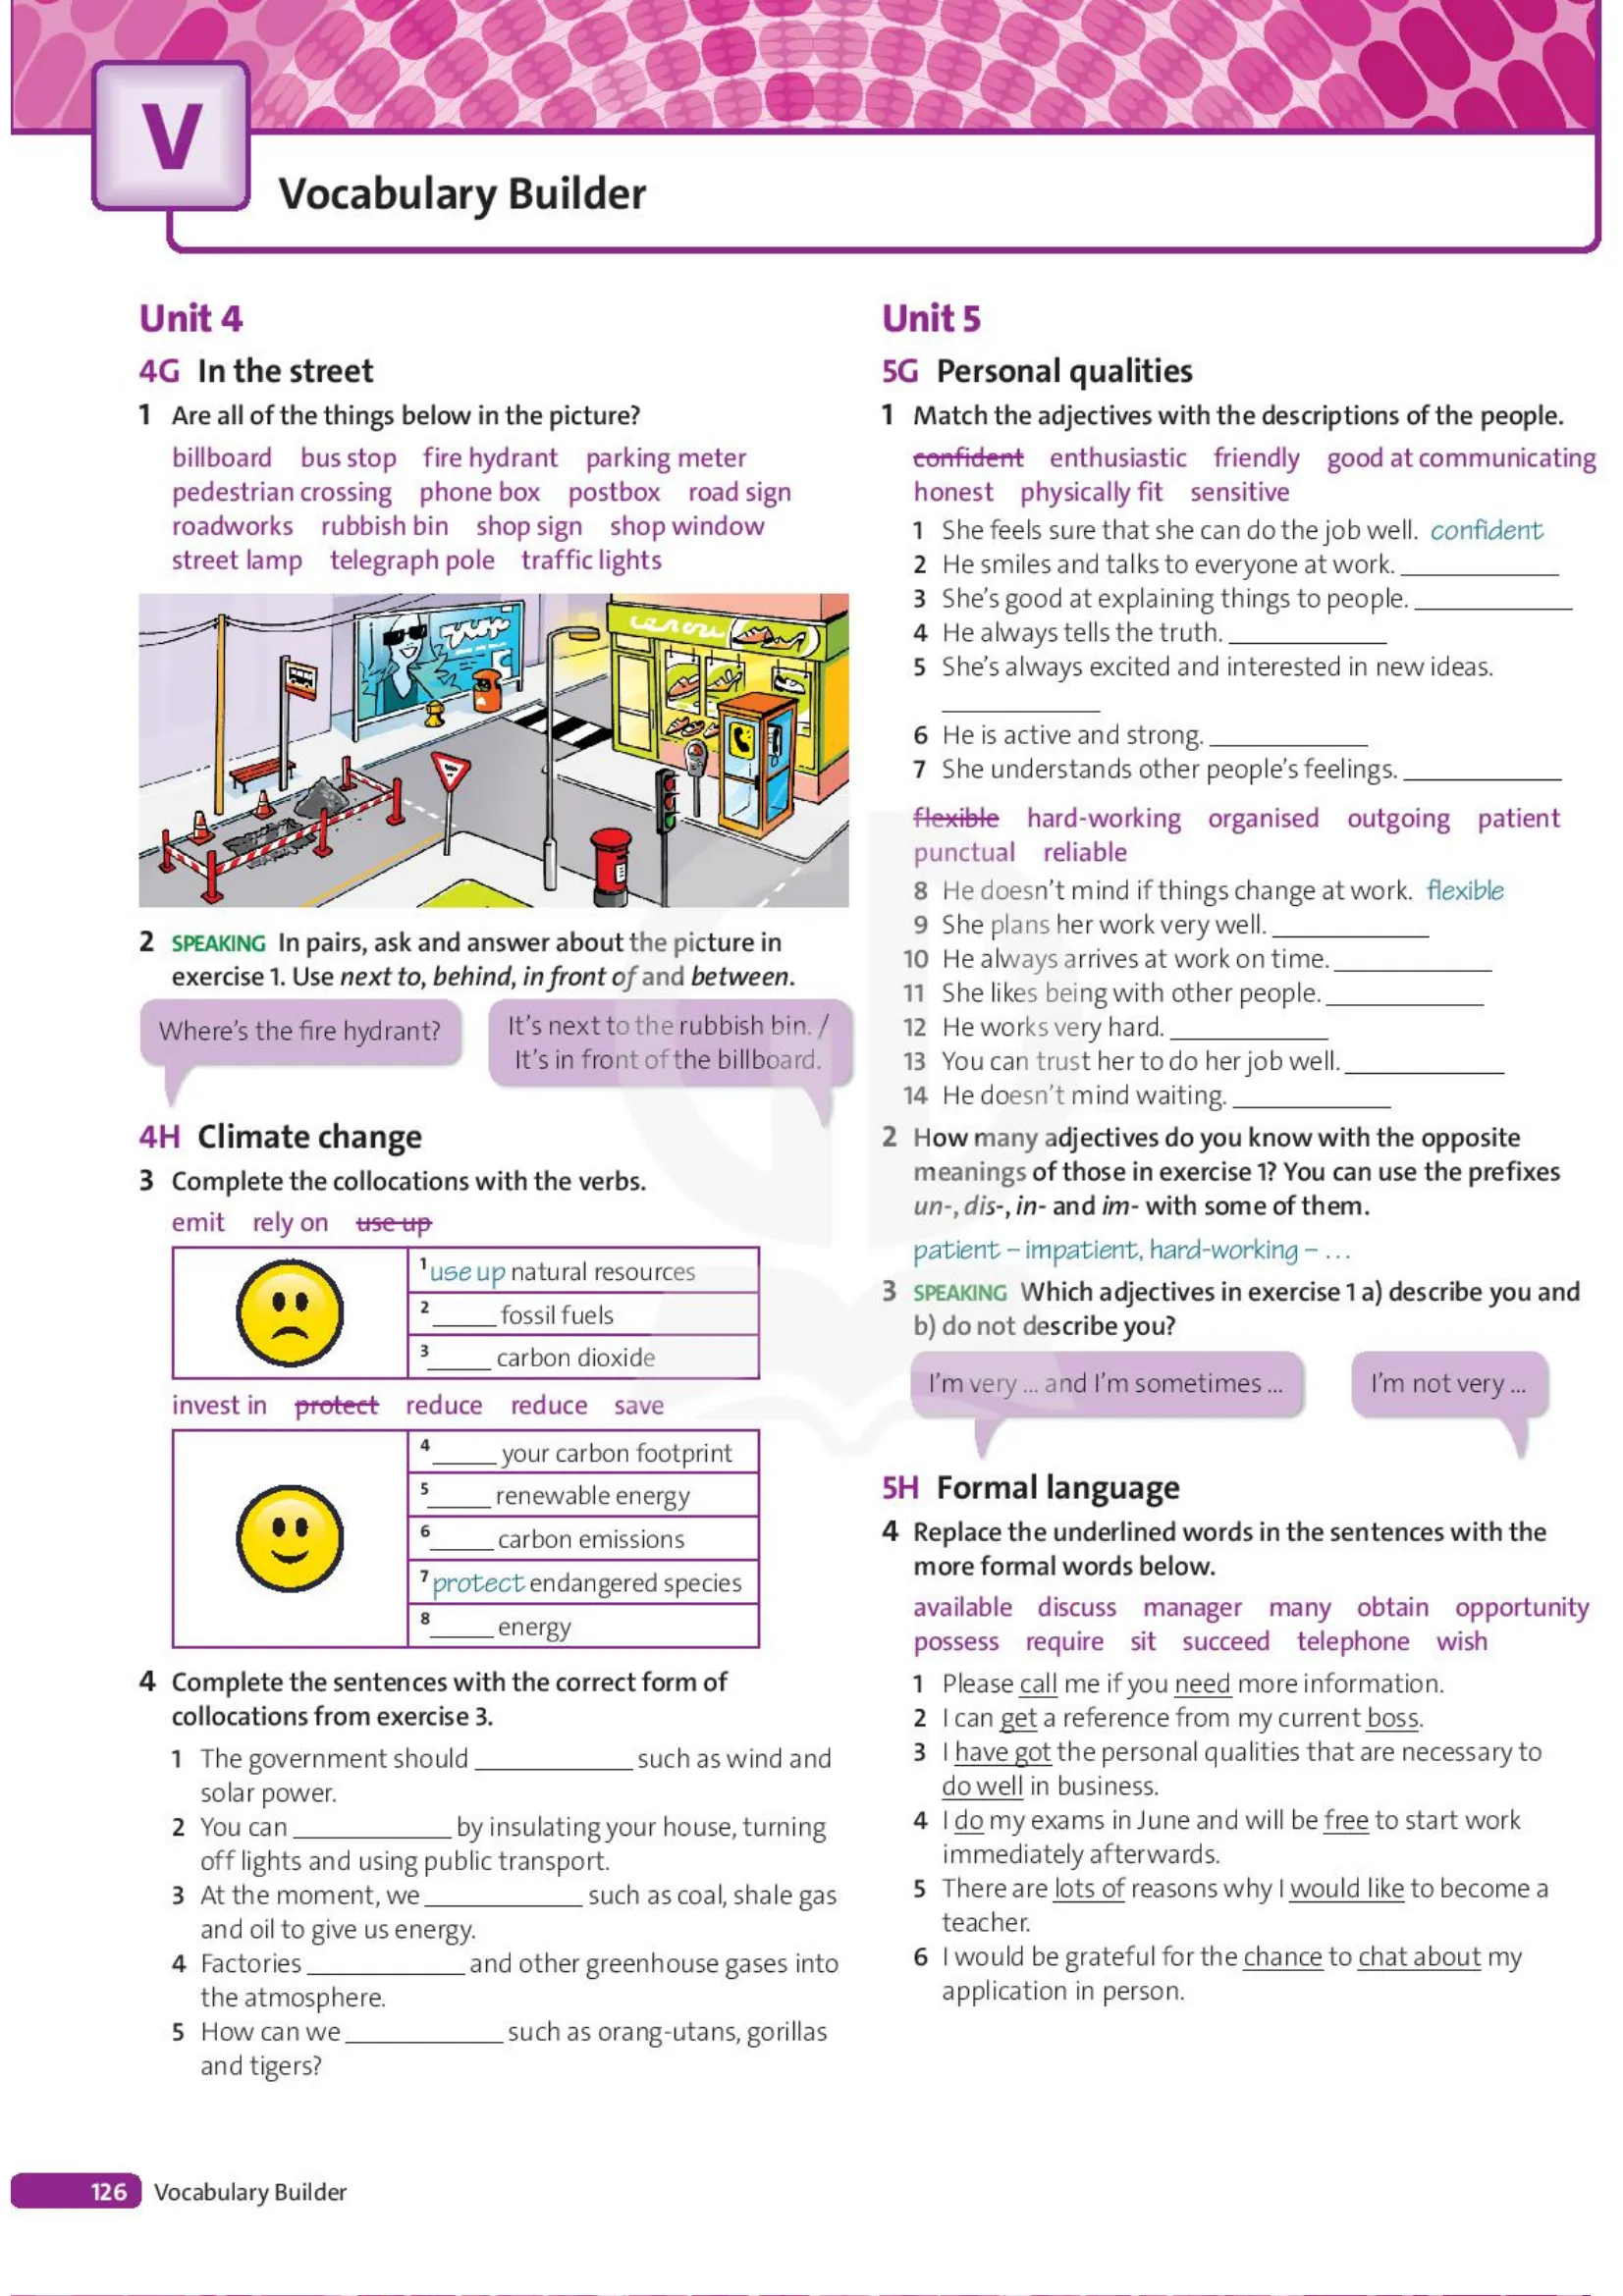 V
Vocabulary Builder
Unit 4
4G In the street
1 Are all of the things below in the picture?
billboard bus stop fire hydrant parking meter
pedestrian crossing phone box postbox road sign
roadworks rubbish bin shop sign shop window
street lamp telegraph pole traffic lights
2 SPEAKING In pairs, ask and answer about the picture in
exercise 1. Use next to, behind, in front of and between.
Where's the fire hydrant?
It's next to the rubbish bin. /
It's in front of the billboard.
4H Climate change
3 Complete the collocations with the verbs.
emit rely on use up
1 use up natural resources
2 _____ fossil fuels
3 _____ carbon dioxide
invest in protect reduce reduce save
4 _____ your carbon footprint
5 _____ renewable energy
6 _____ carbon emissions
7 protect endangered species
8 _____ energy
4 Complete the sentences with the correct form of
collocations from exercise 3.
1 The government should ____________ such as wind and
solar power.
2 You can ____________ by insulating your house, turning
off lights and using public transport.
3 At the moment, we ____________ such as coal, shale gas
and oil to give us energy.
4 Factories ____________ and other greenhouse gases into
the atmosphere.
5 How can we ____________ such as orang-utans, gorillas
and tigers?
Unit 5
5G Personal qualities
1 Match the adjectives with the descriptions of the people.
confident enthusiastic friendly good at communicating
honest physically fit sensitive
1 She feels sure that she can do the job well. confident
2 He smiles and talks to everyone at work. ____________
3 She's good at explaining things to people. ____________
4 He always tells the truth. ____________
5 She's always excited and interested in new ideas.
____________
6 He is active and strong. ____________
7 She understands other people's feelings. ____________
flexible hard-working organised outgoing patient
punctual reliable
8 He doesn't mind if things change at work. flexible
9 She plans her work very well. ____________
10 He always arrives at work on time. ____________
11 She likes being with other people. ____________
12 He works very hard. ____________
13 You can trust her to do her job well. ____________
14 He doesn't mind waiting. ____________
2 How many adjectives do you know with the opposite
meanings of those in exercise 1? You can use the prefixes
un-, dis-, in- and im- with some of them.
patient – impatient, hard-working – ...
3 SPEAKING Which adjectives in exercise 1 a) describe you and
b) do not describe you?
I'm very ... and I'm sometimes ...
I'm not very ...
5H Formal language
4 Replace the underlined words in the sentences with the
more formal words below.
available discuss manager many obtain opportunity
possess require sit succeed telephone wish
1 Please call me if you need more information.
2 I can get a reference from my current boss.
3 I have got the personal qualities that are necessary to
do well in business.
4 I do my exams in June and will be free to start work
immediately afterwards.
5 There are lots of reasons why I would like to become a
teacher.
6 I would be grateful for the chance to chat about my
application in person.
126 Vocabulary Builder